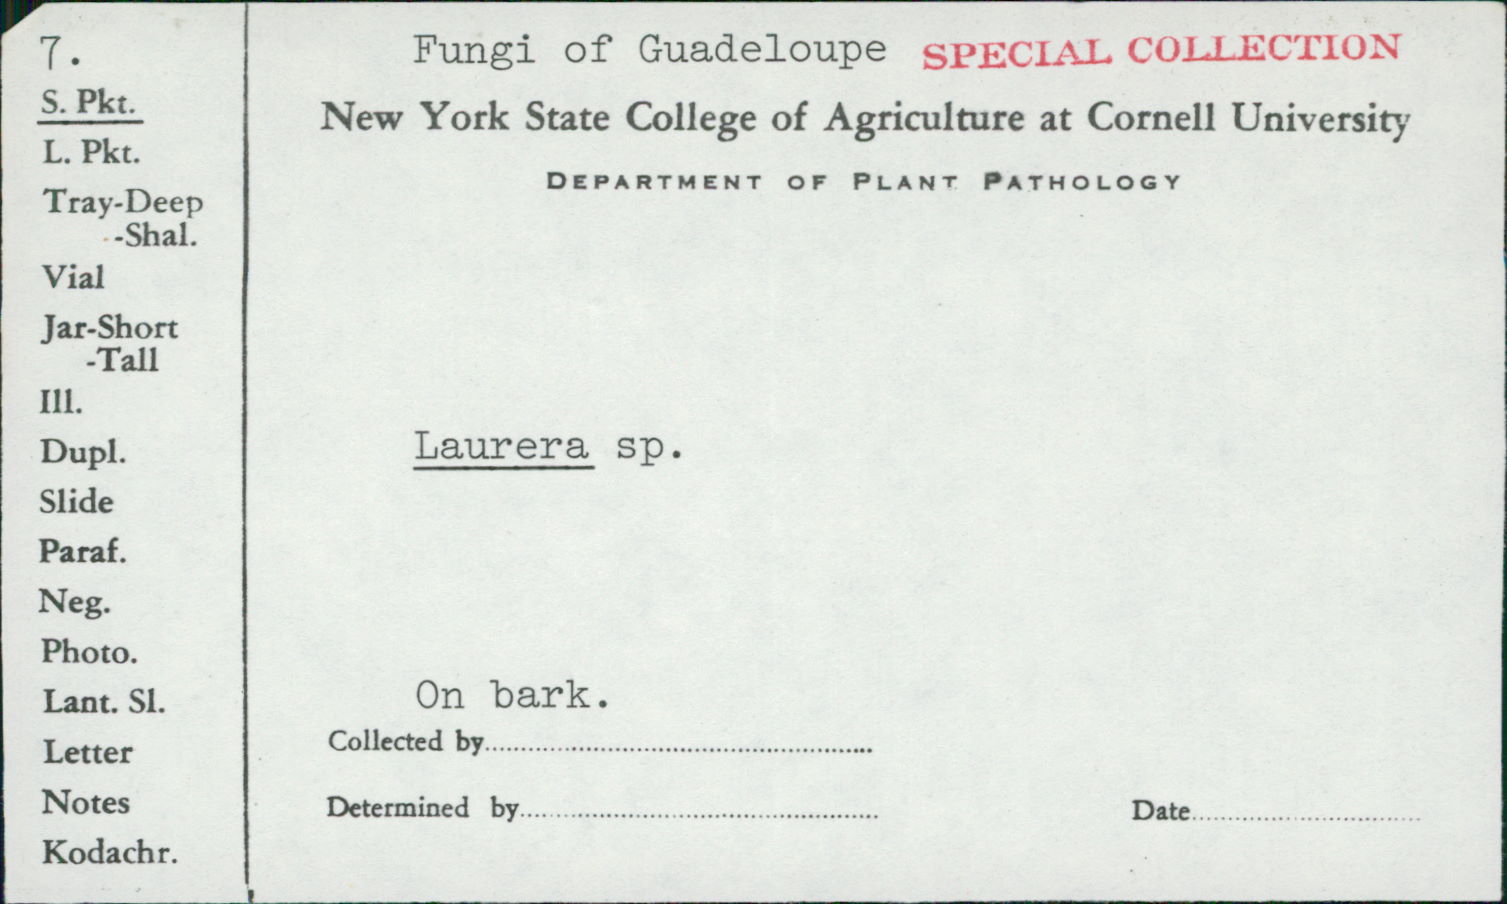 7.
S. Pkt.
L. Pkt.
Tray-Deep
-Shal.
Vial
Jar-Short
-Tall
Ill.
Dupl.
Slide
Paraf.
Neg.
Photo.
Lant. Sl.
Letter
Notes
Kodachr.
Fungi of Guadeloupe SPECIAL COLLECTION
New York State College of Agriculture at Cornell University
DEPARTMENT OF PLANT PATHOLOGY
Laurera sp.
On bark.
Collected by
Determined by Date